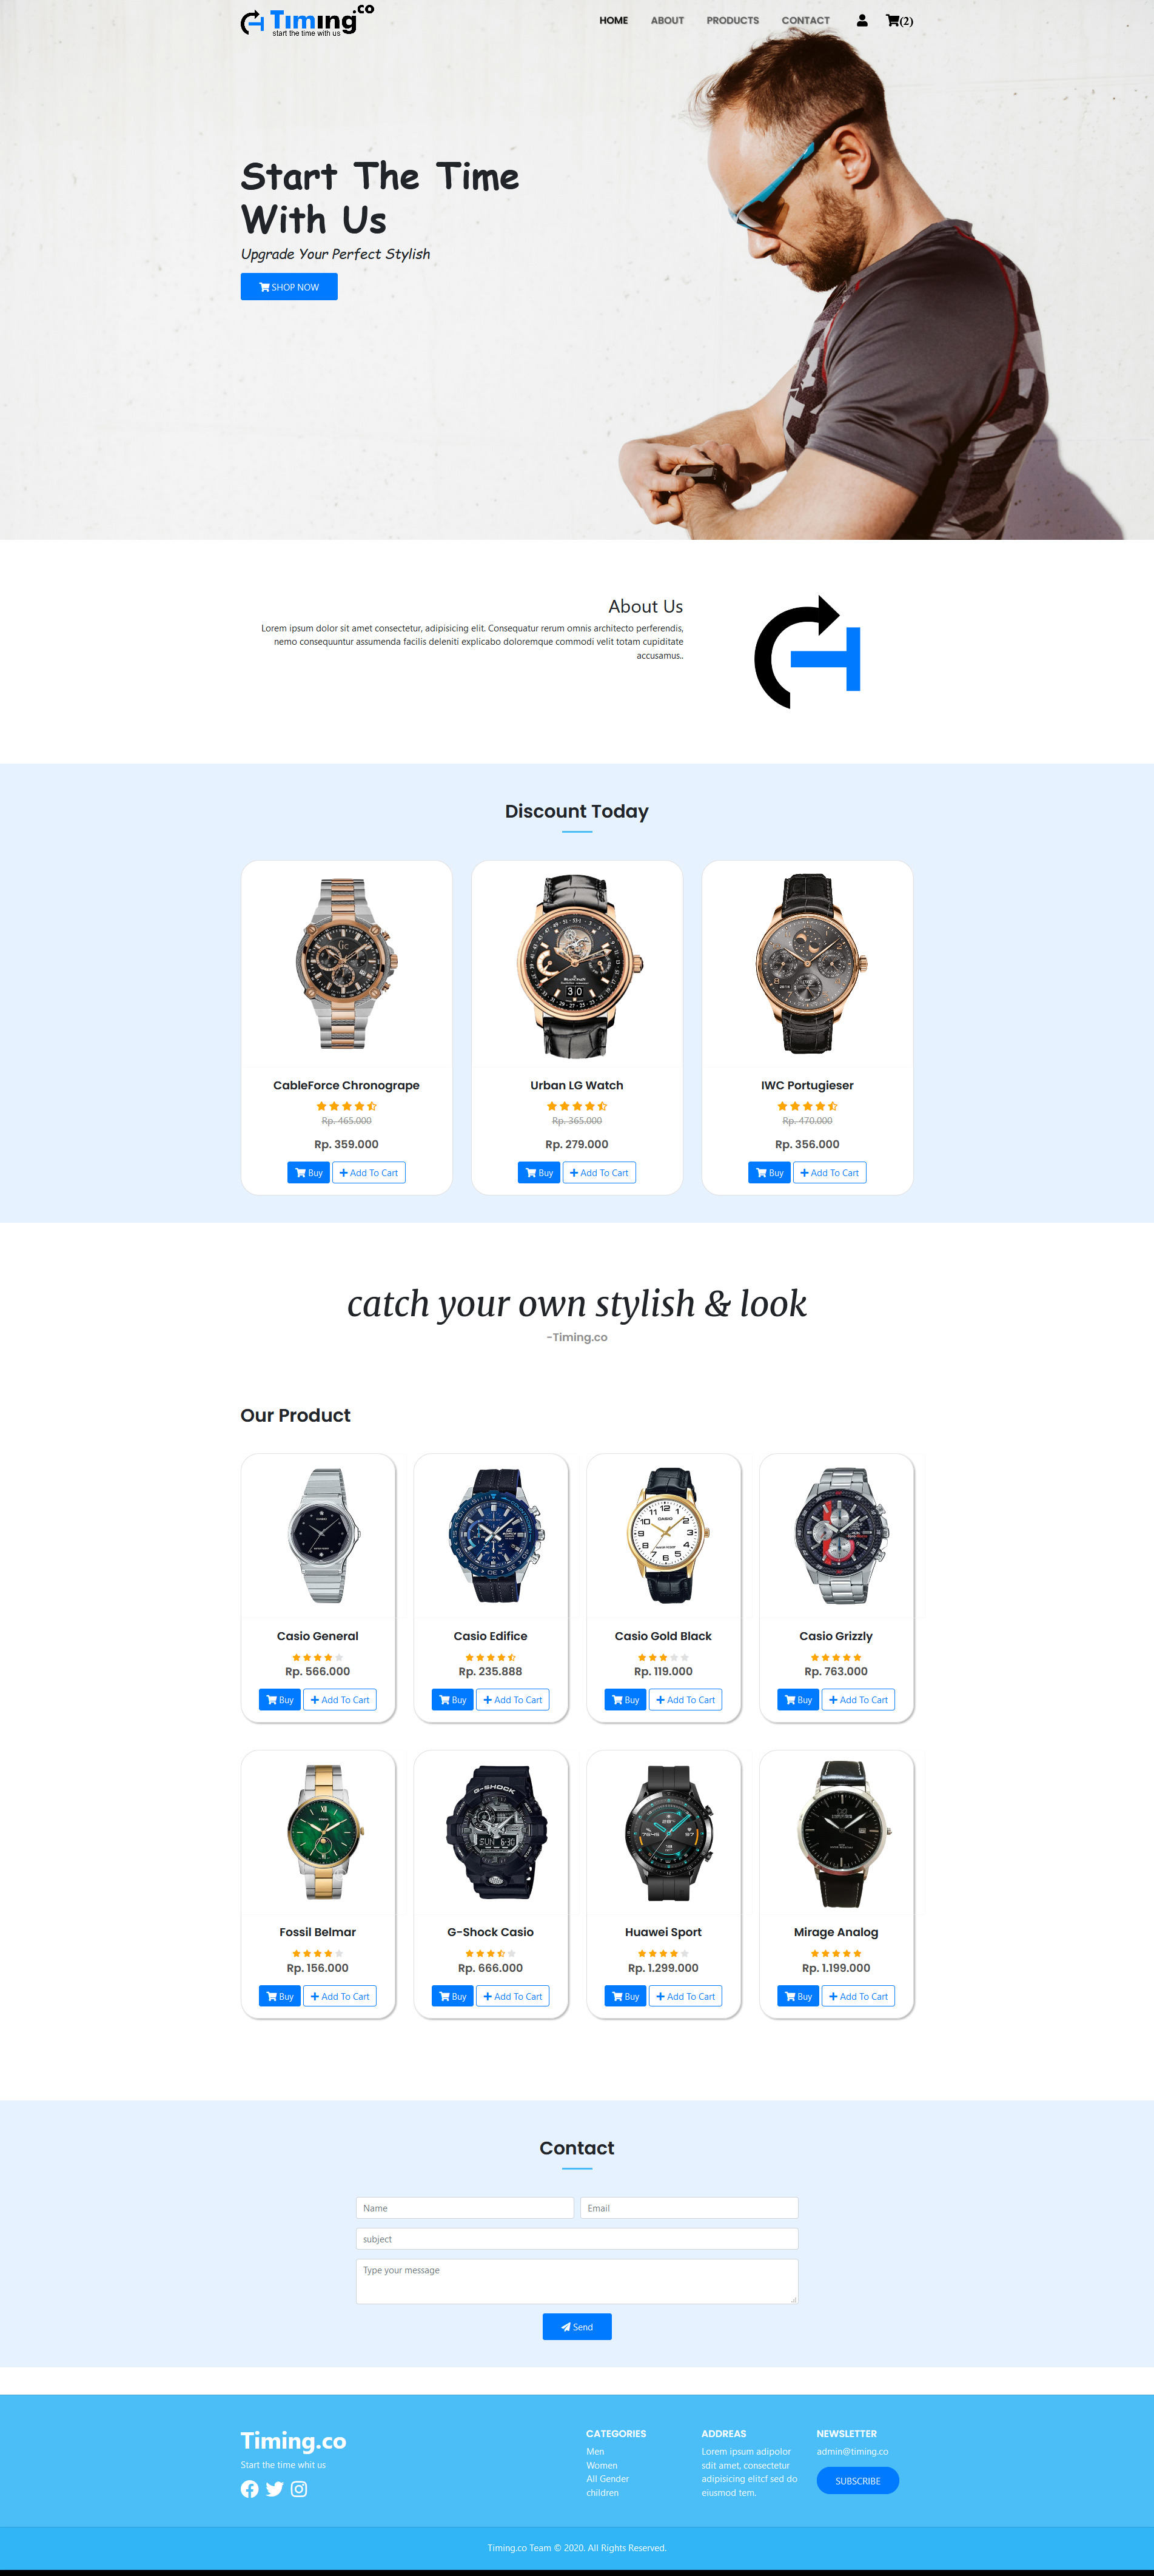 Timing.co
start the time with us
HOME ABOUT PRODUCTS CONTACT (2)
Start The Time
With Us
Upgrade Your Perfect Stylish
SHOP NOW
About Us
Lorem ipsum dolor sit amet consectetur, adipisicing elit. Consequatur rerum omnis architecto perferendis,
nemo consequuntur assumenda facilis deleniti explicabo doloremque commodi velit totam cupiditate
accusamus..
Discount Today
CableForce Chronogrape
Rp. 465.000
Rp. 359.000
Buy Add To Cart
Urban LG Watch
Rp. 365.000
Rp. 279.000
Buy Add To Cart
IWC Portugieser
Rp. 470.000
Rp. 356.000
Buy Add To Cart
catch your own stylish & look
-Timing.co
Our Product
Casio General
Rp. 566.000
Buy Add To Cart
Casio Edifice
Rp. 235.888
Buy Add To Cart
CASIO
Casio Gold Black
Rp. 119.000
Buy Add To Cart
Casio Grizzly
Rp. 763.000
Buy Add To Cart
Fossil Belmar
Rp. 156.000
Buy Add To Cart
G-SHOCK
SUN 6-30
G-Shock Casio
Rp. 666.000
Buy Add To Cart
Huawei Sport
Rp. 1.299.000
Buy Add To Cart
Mirage Analog
Rp. 1.199.000
Buy Add To Cart
Contact
Name
Email
subject
Type your message
Send
Timing.co
Start the time whit us
CATEGORIES
Men
Women
All Gender
children
ADDREAS
Lorem ipsum adipolor
sdit amet, consectetur
adipisicing elitcf sed do
eiusmod tem.
NEWSLETTER
admin@timing.co
SUBSCRIBE
Timing.co Team © 2020. All Rights Reserved.